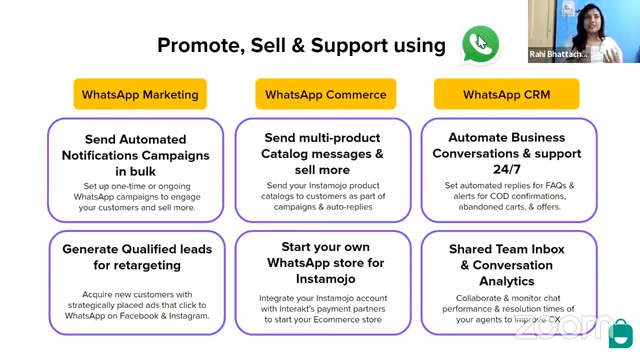 Promote, Sell & Support using
Rahi Bhattach...
WhatsApp Marketing
WhatsApp Commerce
WhatsApp CRM
Send Automated
Notifications Campaigns
in bulk
Set up one-time or ongoing
WhatsApp campaigns to engage
your customers and sell more.
Send multi-product
Catalog messages &
sell more
Send your Instamojo product
catalogs to customers as part of
campaigns & auto-replies
Automate Business
Conversations & support
24/7
Set automated replies for FAQs &
alerts for COD confirmations,
abandoned carts, & offers.
Generate Qualified leads
for retargeting
Acquire new customers with
strategically placed ads that click to
WhatsApp on Facebook & Instagram.
Start your own
WhatsApp store for
Instamojo
Integrate your Instamojo account
with Interakt's payment partners
to start your Ecommerce store
Shared Team Inbox
& Conversation
Analytics
Collaborate & monitor chat
performance & resolution times
of your agents to improve CX
zoom